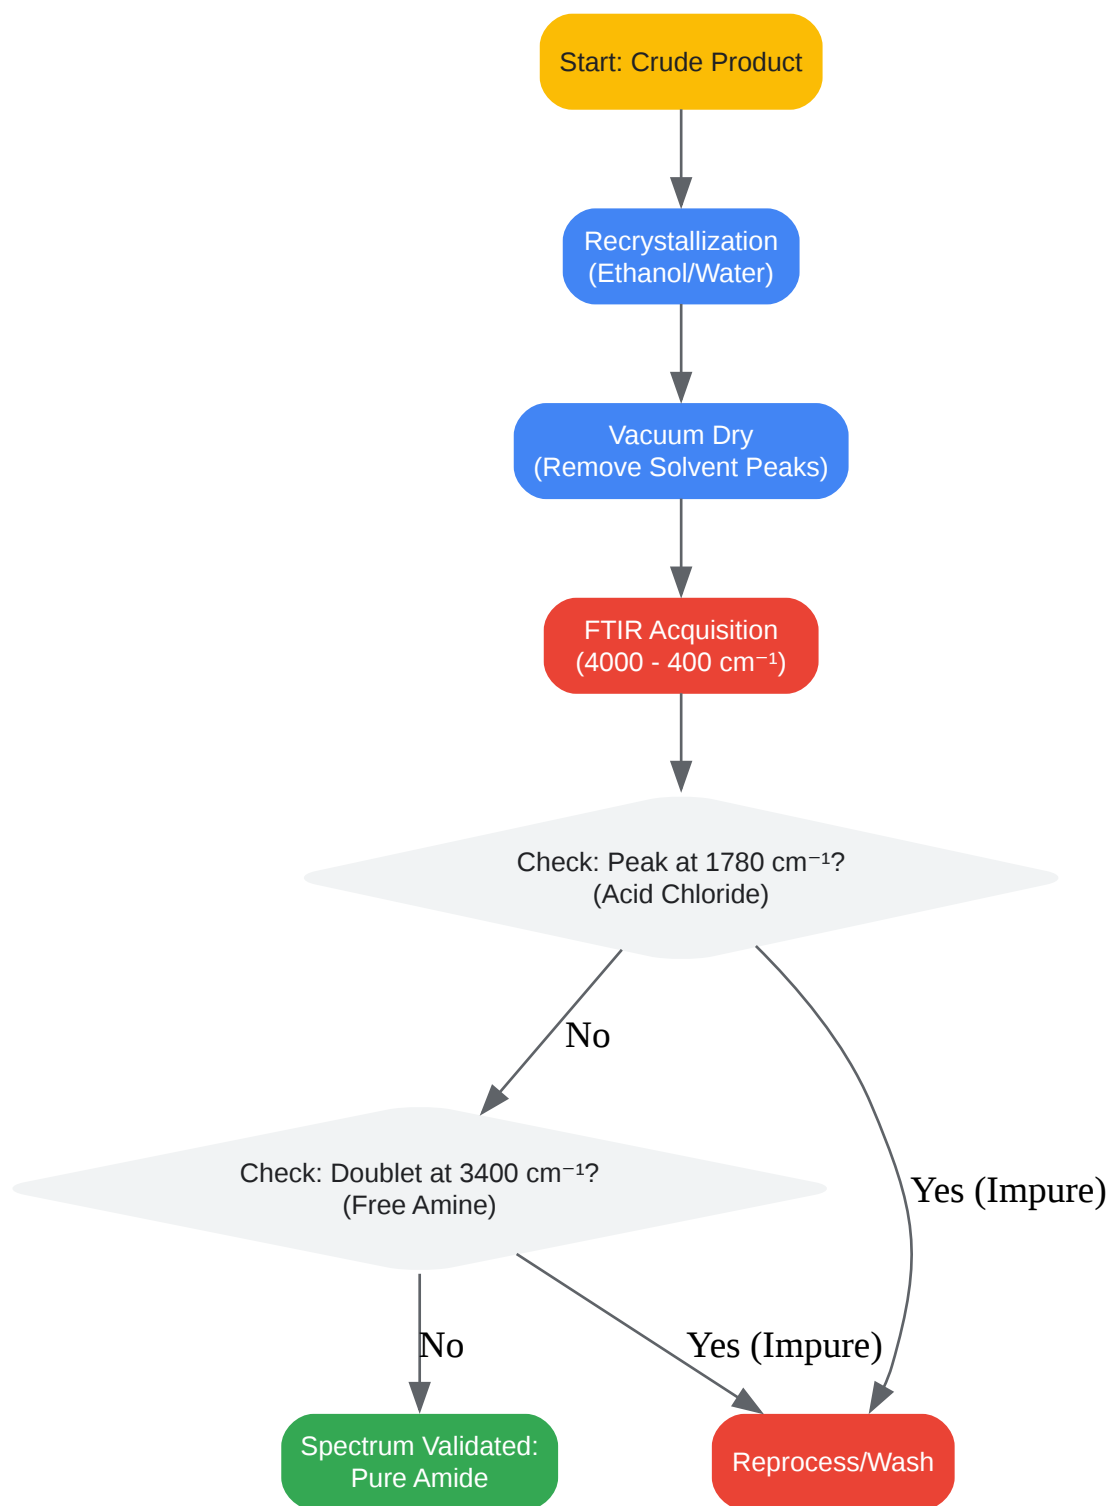 Start: Crude Product
Recrystallization
(Ethanol/Water)
Vacuum Dry
(Remove Solvent Peaks)
FTIR Acquisition
(4000 - 400 cm⁻¹)
Check: Peak at 1780 cm⁻¹?
(Acid Chloride)
No
Check: Doublet at 3400 cm⁻¹?
(Free Amine)
Yes (Impure)
No
Yes (Impure)
Spectrum Validated:
Pure Amide
Reprocess/Wash